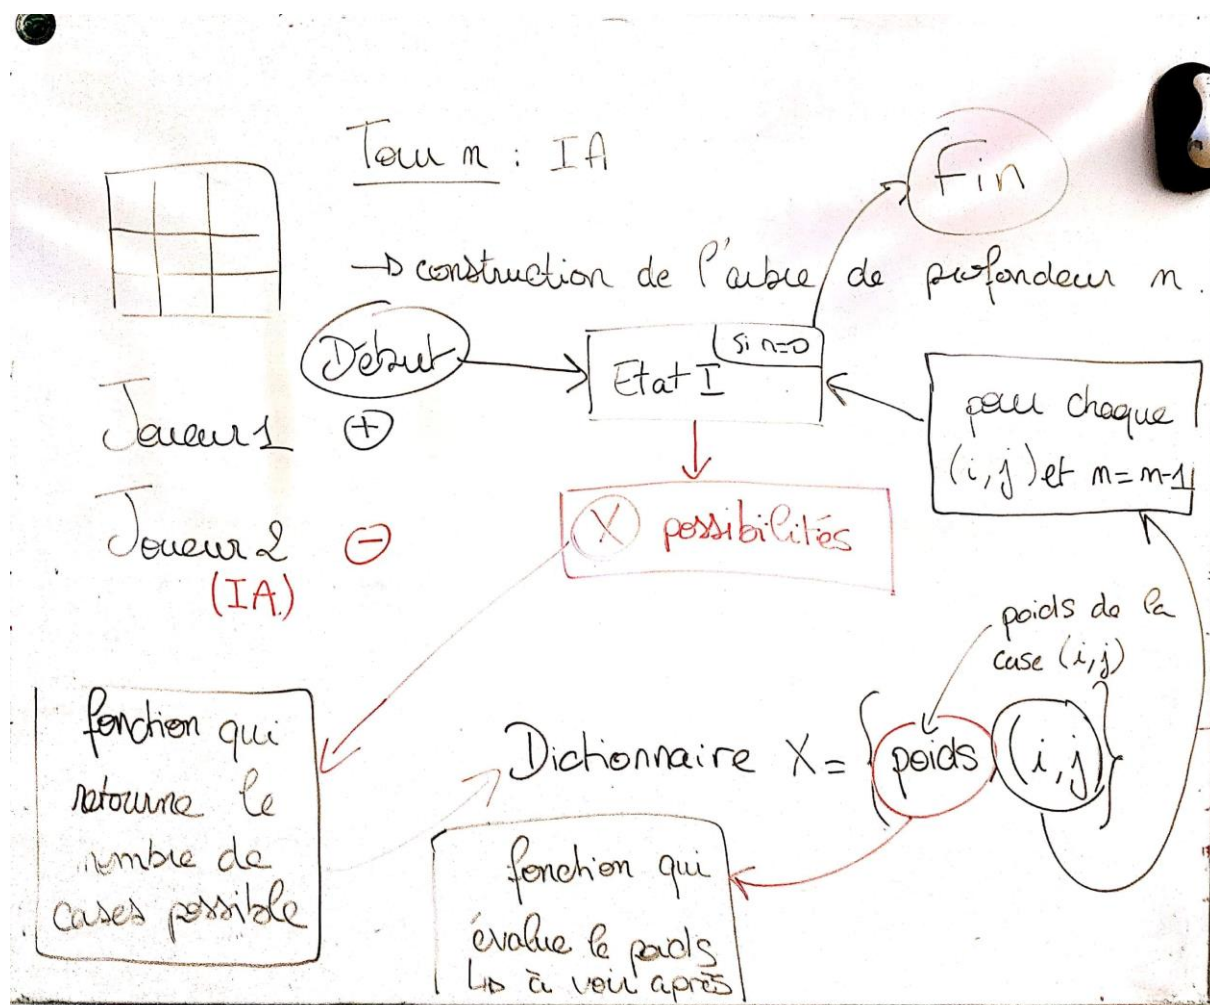 Tour n : IA
→ construction de l'arbre de profondeur n.
Fin
Début
Etat I
si n=0
pour chaque
(i,j) et n=n-1
Joueur 1 ⊕
Joueur 2 ⊖
(IA)
X possibilités
poids de la
case (i,j)
fonction qui
retourne le
nombre de
cases possible
Dictionnaire X = { poids (i,j) }
fonction qui
évalue le poids
↳ à voir après